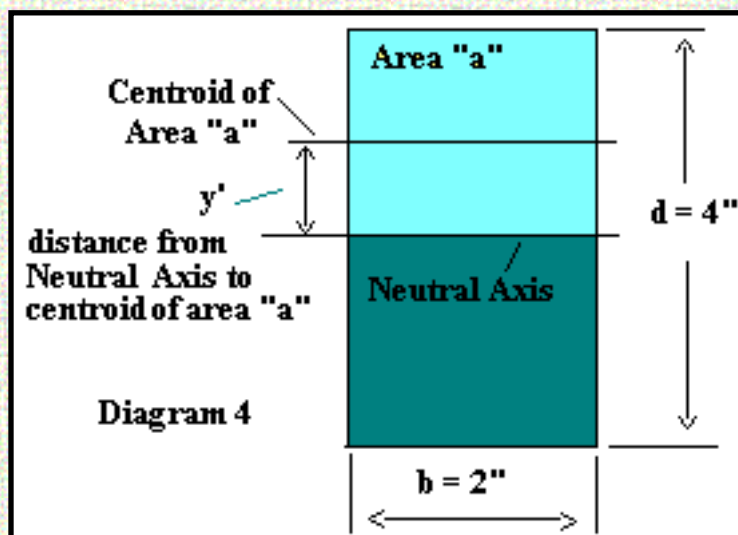 Area "a"
Centroid of
Area "a"
y'
d = 4"
distance from
Neutral Axis to
centroid of area "a"
Neutral Axis
Diagram 4
b = 2"